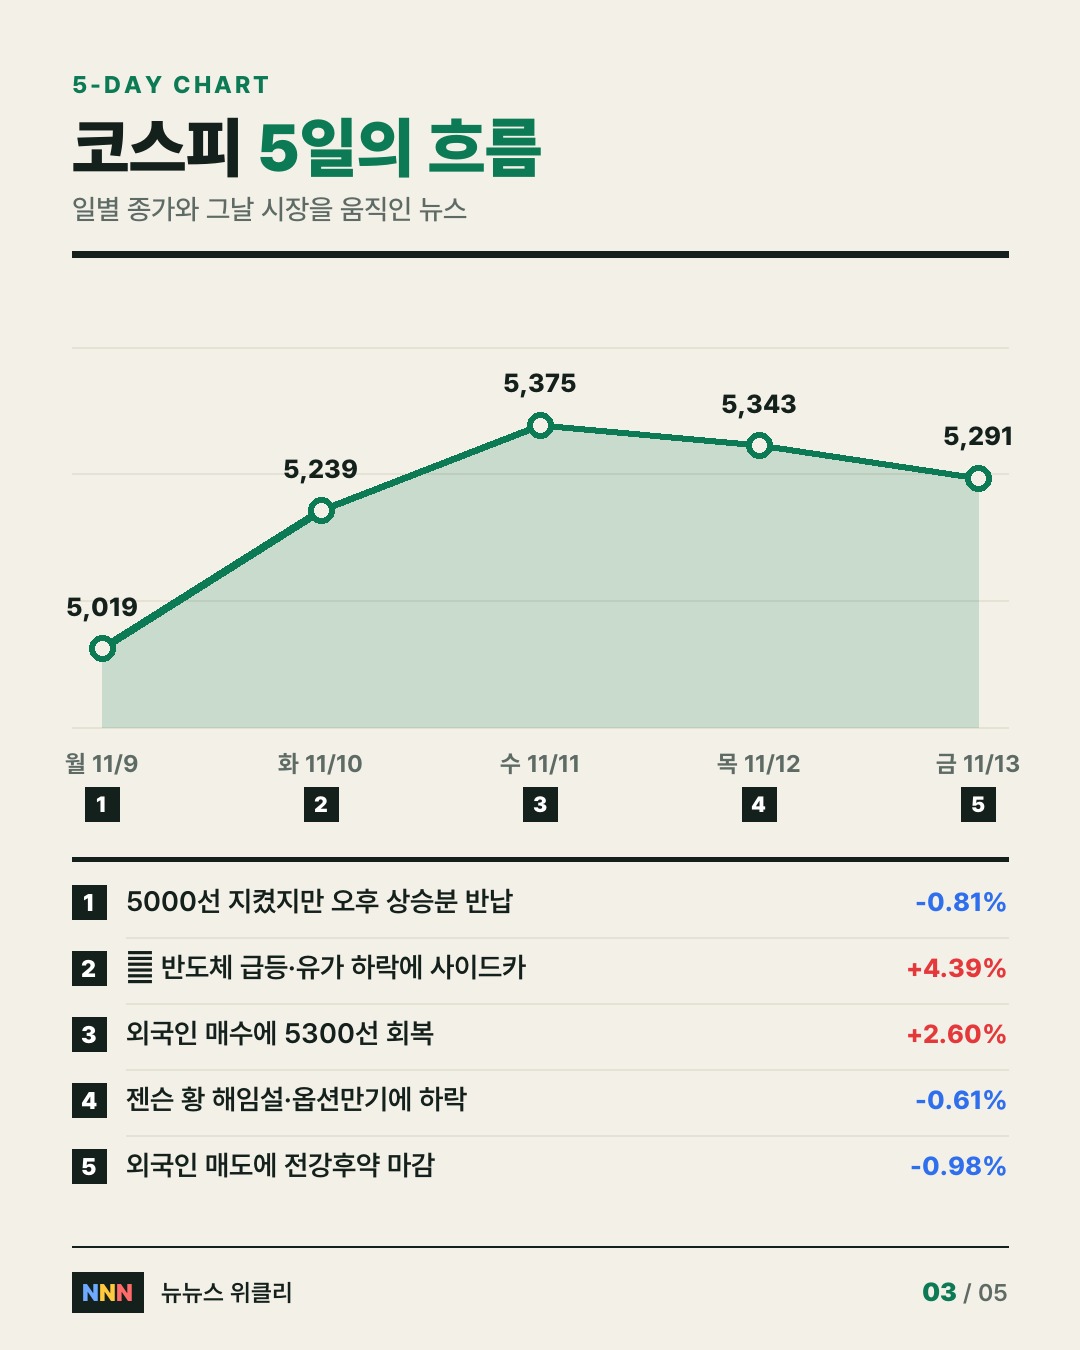 5-DAY CHART
코스피 5일의 흐름
일별 종가와 그날 시장을 움직인 뉴스
5,019
5,239
5,375
5,343
5,291
월 11/9
화 11/10
수 11/11
목 11/12
금 11/13
1
2
3
4
5
1 5000선 지켰지만 오후 상승분 반납 -0.81%
2 반도체 급등·유가 하락에 사이드카 +4.39%
3 외국인 매수에 5300선 회복 +2.60%
4 젠슨 황 해임설·옵션만기에 하락 -0.61%
5 외국인 매도에 전강후약 마감 -0.98%
NNN 뉴뉴스 위클리
03 / 05